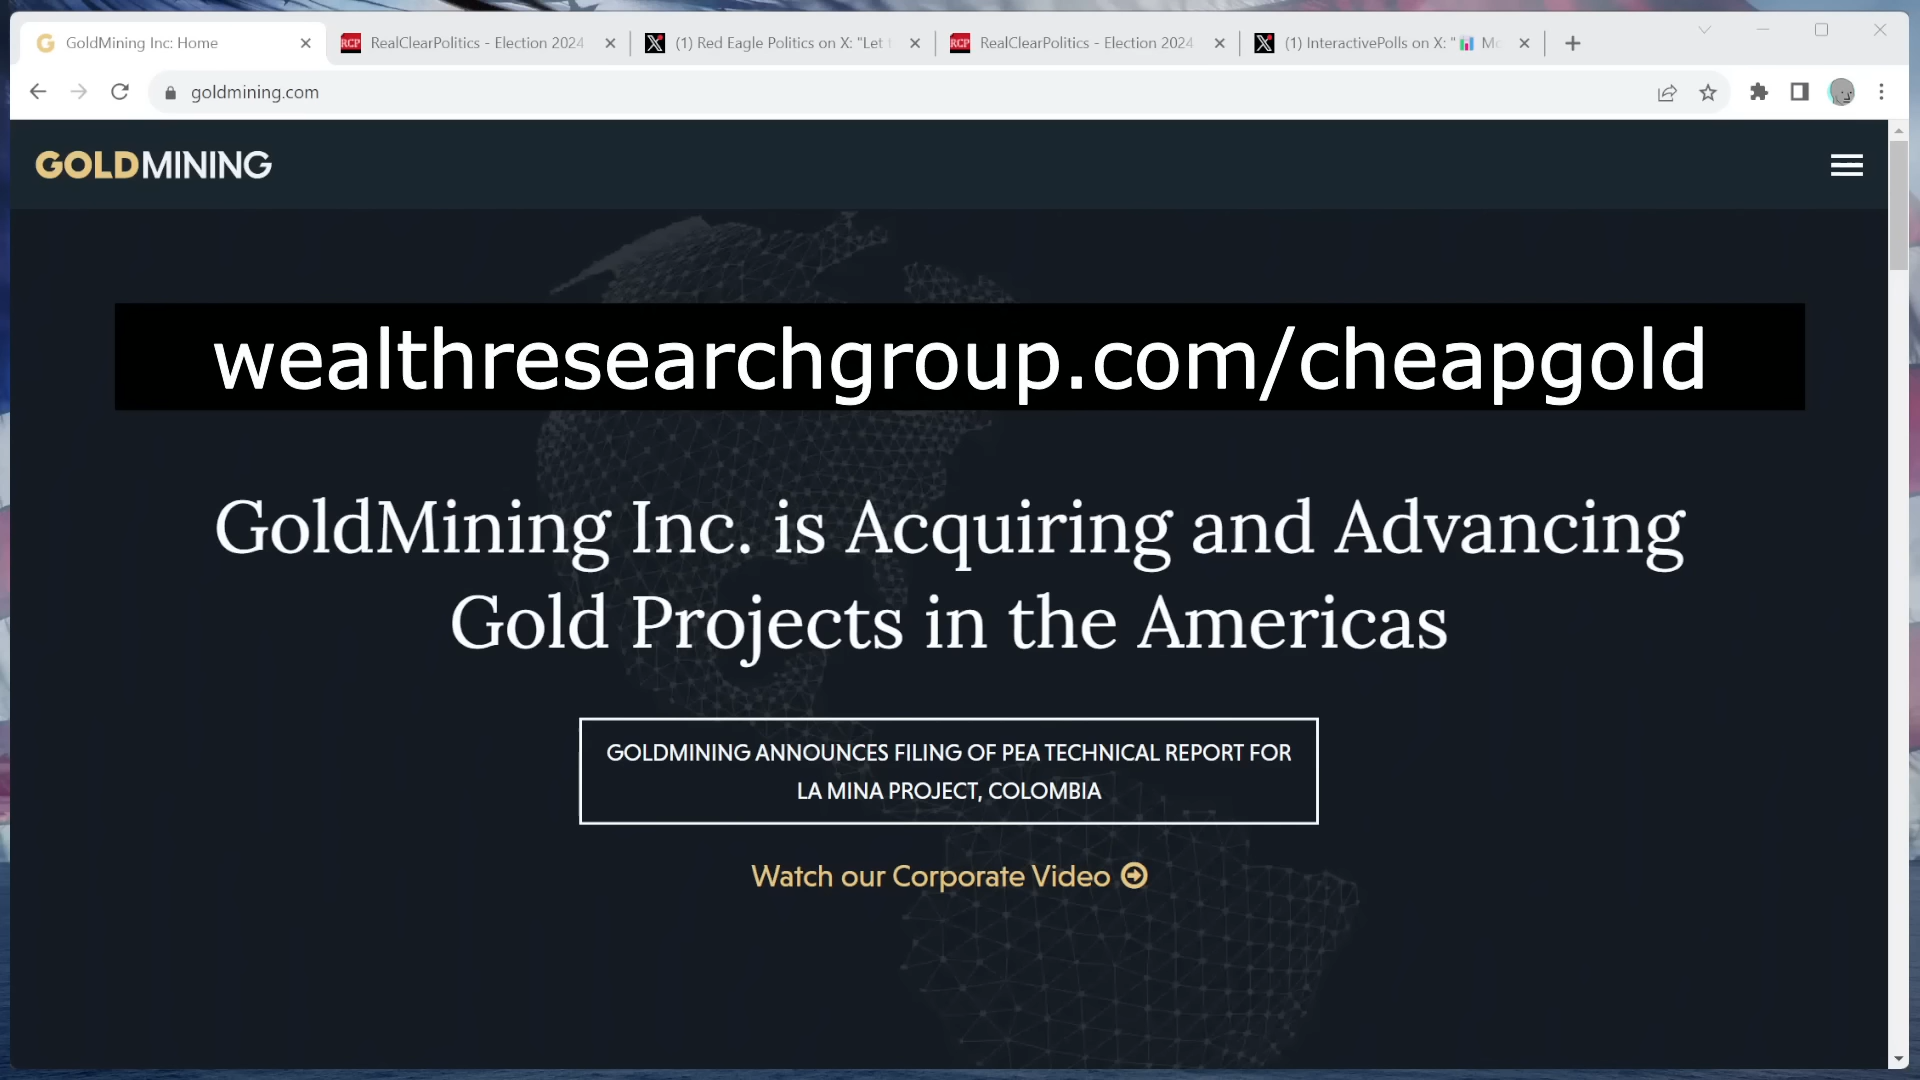 GoldMining Inc: Home
RealClearPolitics - Election 2024
(1) Red Eagle Politics on X: "Let
RealClearPolitics - Election 2024
(1) InteractivePolls on X: "📊 Mo
goldmining.com
GOLDMINING
wealthresearchgroup.com/cheapgold
GoldMining Inc. is Acquiring and Advancing
Gold Projects in the Americas
GOLDMINING ANNOUNCES FILING OF PEA TECHNICAL REPORT FOR
LA MINA PROJECT, COLOMBIA
Watch our Corporate Video